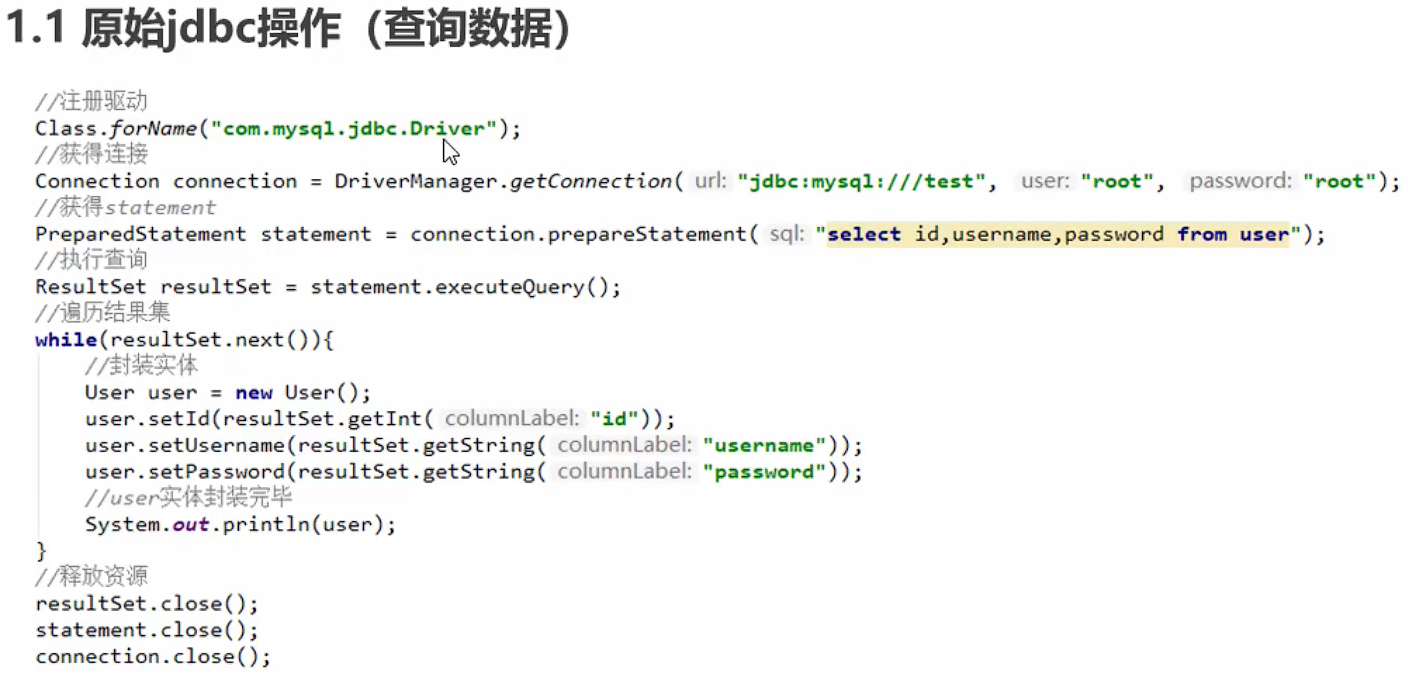 1.1 原始jdbc操作（查询数据）
//注册驱动
Class.forName("com.mysql.jdbc.Driver");
//获得连接
Connection connection = DriverManager.getConnection( url: "jdbc:mysql:///test", user: "root", password: "root");
//获得statement
PreparedStatement statement = connection.prepareStatement( sql: "select id,username,password from user");
//执行查询
ResultSet resultSet = statement.executeQuery();
//遍历结果集
while(resultSet.next()){
//封装实体
User user = new User();
user.setId(resultSet.getInt( columnLabel: "id"));
user.setUsername(resultSet.getString( columnLabel: "username"));
user.setPassword(resultSet.getString( columnLabel: "password"));
//user实体封装完毕
System.out.println(user);
}
//释放资源
resultSet.close();
statement.close();
connection.close();